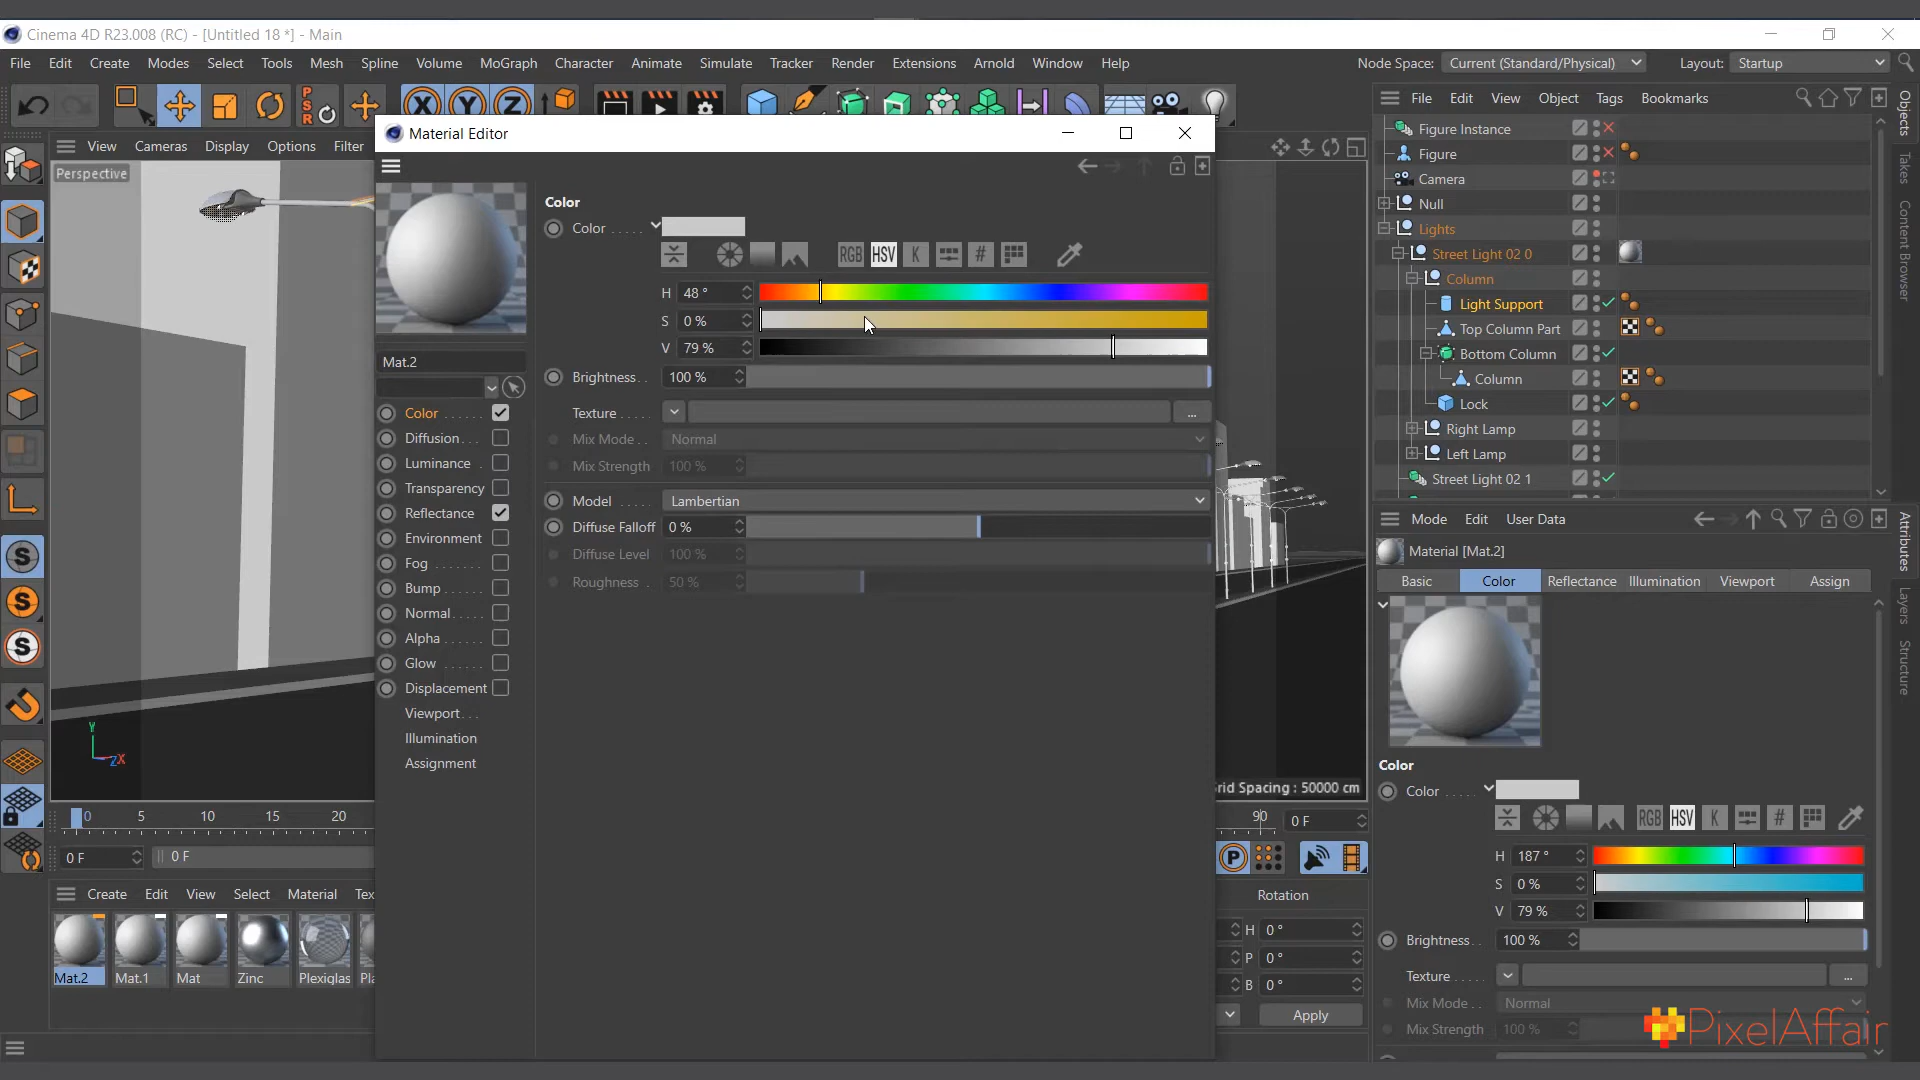 Cinema 4D R23.008 (RC) - [Untitled 18 *] - Main
File Edit Create Modes Select Tools Mesh Spline Volume MoGraph Character Animate Simulate Tracker Render Extensions Arnold Window Help
Node Space: Current (Standard/Physical) Layout: Startup
PSR X Y Z
View Cameras Display Options Filter
Perspective
Material Editor
Mat.2
Color
Diffusion
Luminance
Transparency
Reflectance
Environment
Fog
Bump
Normal
Alpha
Glow
Displacement
Viewport
Illumination
Assignment
Color
Color
RGB HSV K #
H 48 °
S 0 %
V 79 %
Brightness 100 %
Texture ...
Mix Mode Normal
Mix Strength 100 %
Model Lambertian
Diffuse Falloff 0 %
Diffuse Level 100 %
Roughness 50 %
File Edit View Object Tags Bookmarks
Figure Instance
Figure
Camera
Null
Lights
Street Light 02 0
Column
Light Support
Top Column Part
Bottom Column
Column
Lock
Right Lamp
Left Lamp
Street Light 02 1
Objects
Takes
Content Browser
Mode Edit User Data
Material [Mat.2]
Basic Color Reflectance Illumination Viewport Assign
Color
Color
RGB HSV K #
H 187 °
S 0 %
V 79 %
Brightness 100 %
Texture ...
Mix Mode Normal
Mix Strength 100 %
Attributes
Layers
Structure
Y
X
Z
rid Spacing : 50000 cm
0 5 10 15 20
90 0 F
0 F 0 F
P
Create Edit View Select Material Tex
Mat.2 Mat.1 Mat Zinc Plexiglas Pla
Rotation
H 0 °
P 0 °
B 0 °
Apply
PixelAffair